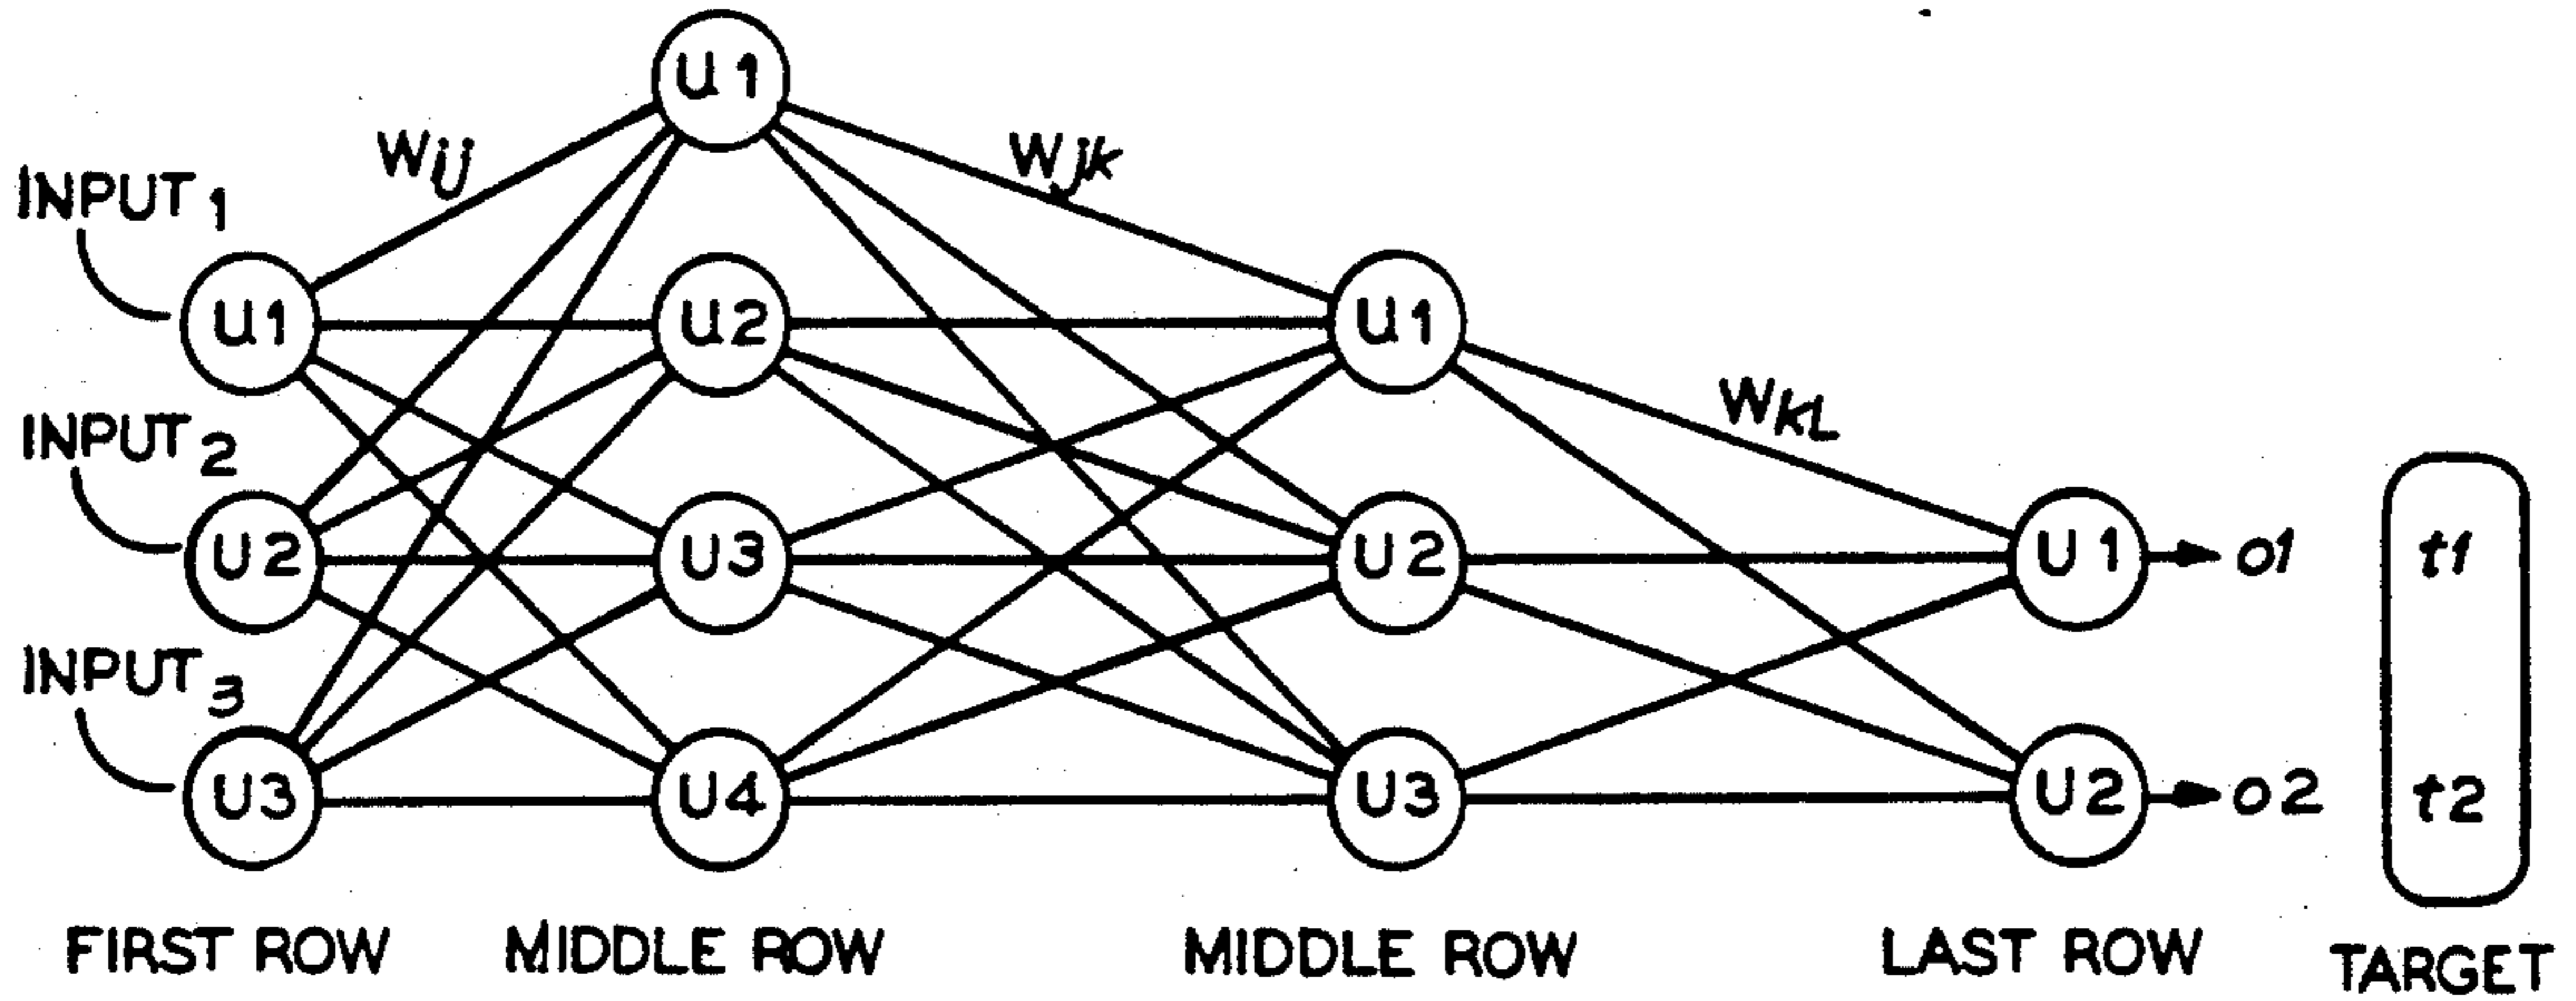 U1
Wij
Wjk
INPUT 1
U1
U2
U1
WkL
INPUT 2
U2
U3
U2
U1
o1
t1
INPUT 3
U3
U4
U3
U2
o2
t2
FIRST ROW
MIDDLE ROW
MIDDLE ROW
LAST ROW
TARGET